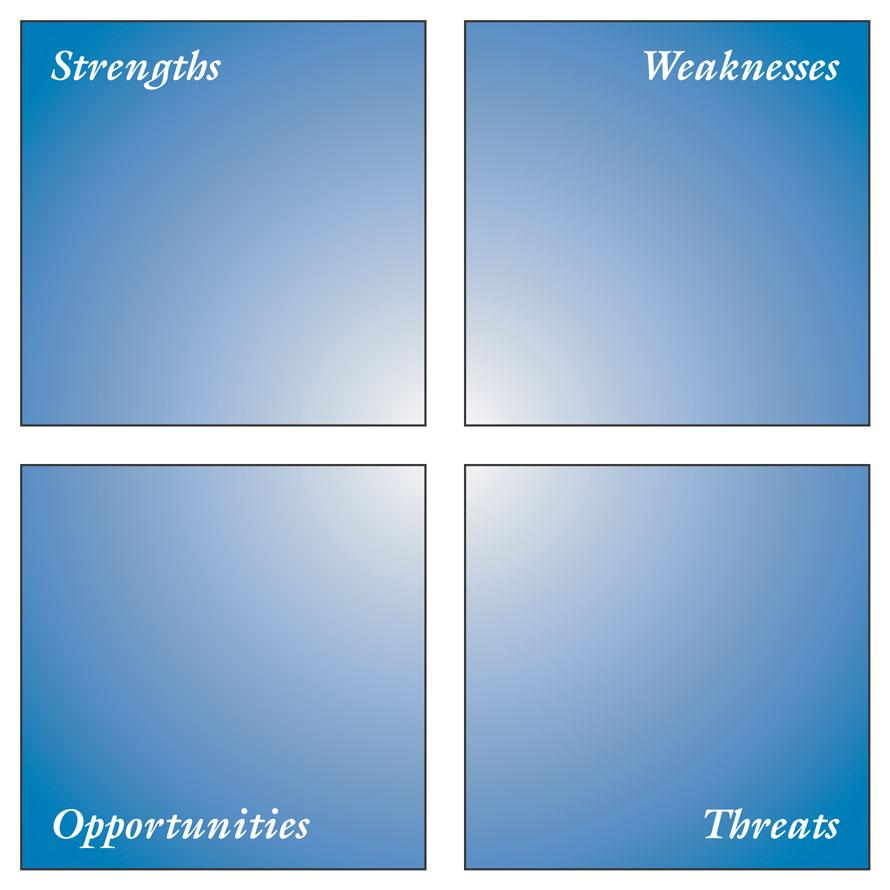 Strengths
Weaknesses
Opportunities
Threats